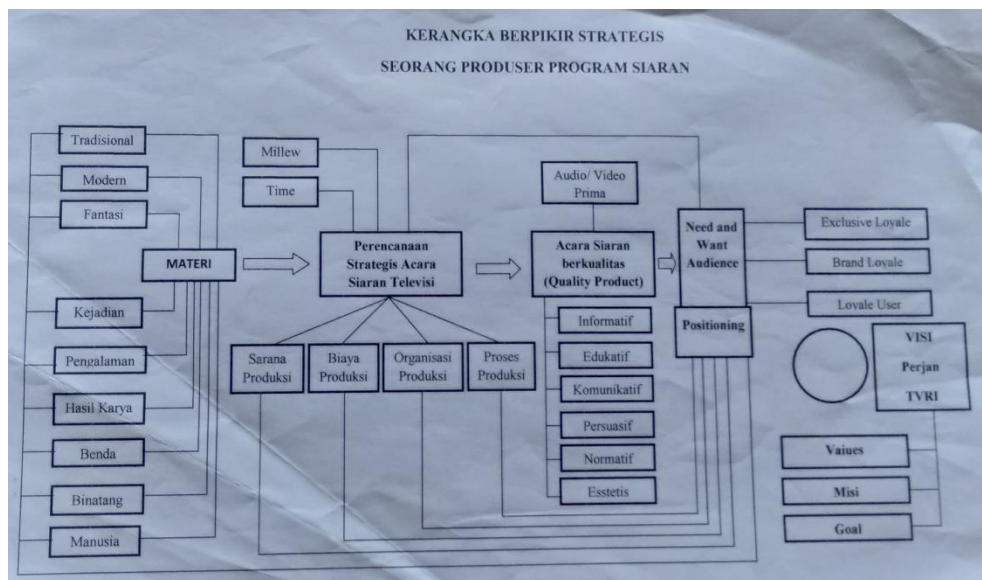 KERANGKA BERPIKIR STRATEGIS
SEORANG PRODUSER PROGRAM SIARAN
Tradisional
Modern
Fantasi
MATERI
Kejadian
Pengalaman
Hasil Karya
Benda
Binatang
Manusia
Millew
Time
Perencanaan
Strategis Acara
Siaran Televisi
Sarana
Produksi
Biaya
Produksi
Organisasi
Produksi
Proses
Produksi
Audio/ Video
Prima
Acara Siaran
berkualitas
(Quality Product)
Informatif
Edukatif
Komunikatif
Persuasif
Normatif
Esstetis
Need and
Want
Audience
Positioning
Exclusive Loyale
Brand Loyale
Lovale User
VISI
Perjan
TVRI
Vaiues
Misi
Goal